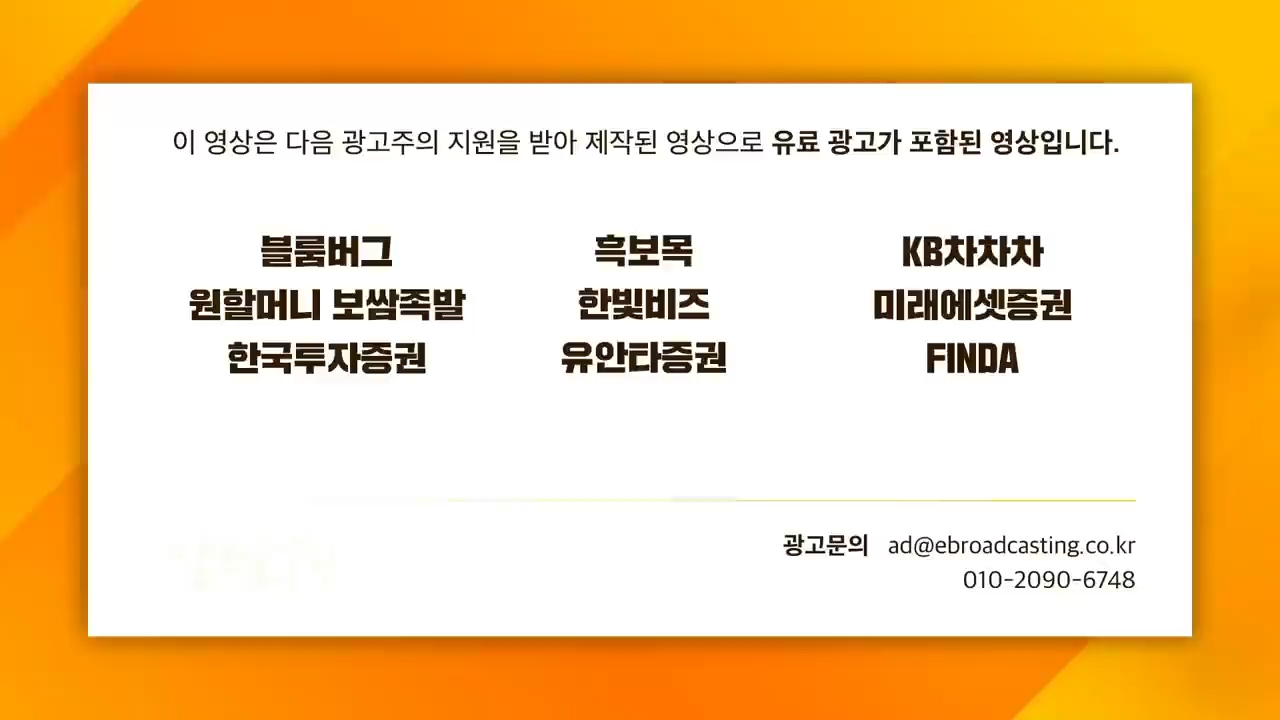 이 영상은 다음 광고주의 지원을 받아 제작된 영상으로 유료 광고가 포함된 영상입니다.
블룸버그 흑보목 KB차차차
원할머니 보쌈족발 한빛비즈 미래에셋증권
한국투자증권 유안타증권 FINDA
광고문의 ad@ebroadcasting.co.kr
010-2090-6748